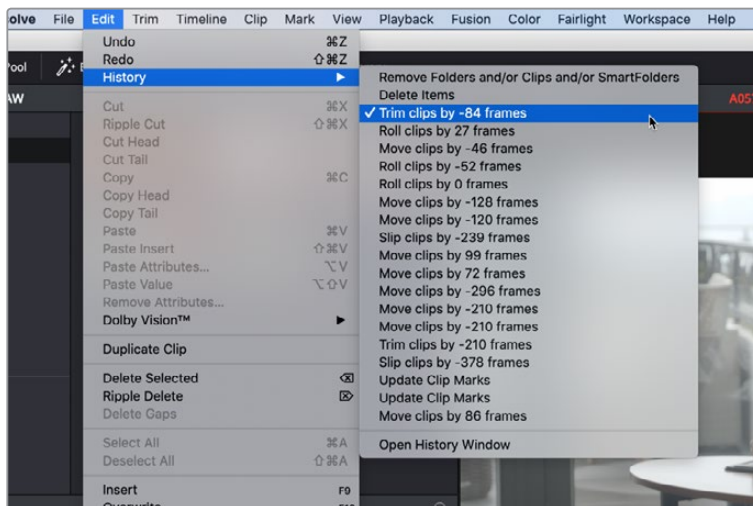 olve File Edit Trim Timeline Clip Mark View Playback Fusion Color Fairlight Workspace Help
Undo ⌘Z
Redo ⇧⌘Z
ool
History ▶
AW
Cut ⌘X
Ripple Cut ⇧⌘X
Cut Head
Cut Tail
Copy ⌘C
Copy Head
Copy Tail
Paste ⌘V
Paste Insert ⇧⌘V
Paste Attributes... ⌥V
Paste Value ⌥⇧V
Remove Attributes...
Dolby Vision™ ▶
Duplicate Clip
Delete Selected ⌫
Ripple Delete ⌦
Delete Gaps
Select All ⌘A
Deselect All ⇧⌘A
Insert F9
Remove Folders and/or Clips and/or SmartFolders
Delete Items
✓ Trim clips by -84 frames
Roll clips by 27 frames
Move clips by -46 frames
Roll clips by -52 frames
Roll clips by 0 frames
Move clips by -128 frames
Move clips by -120 frames
Slip clips by -239 frames
Move clips by 99 frames
Move clips by 72 frames
Move clips by -296 frames
Move clips by -210 frames
Move clips by -210 frames
Trim clips by -210 frames
Slip clips by -378 frames
Update Clip Marks
Update Clip Marks
Move clips by 86 frames
Open History Window
A05